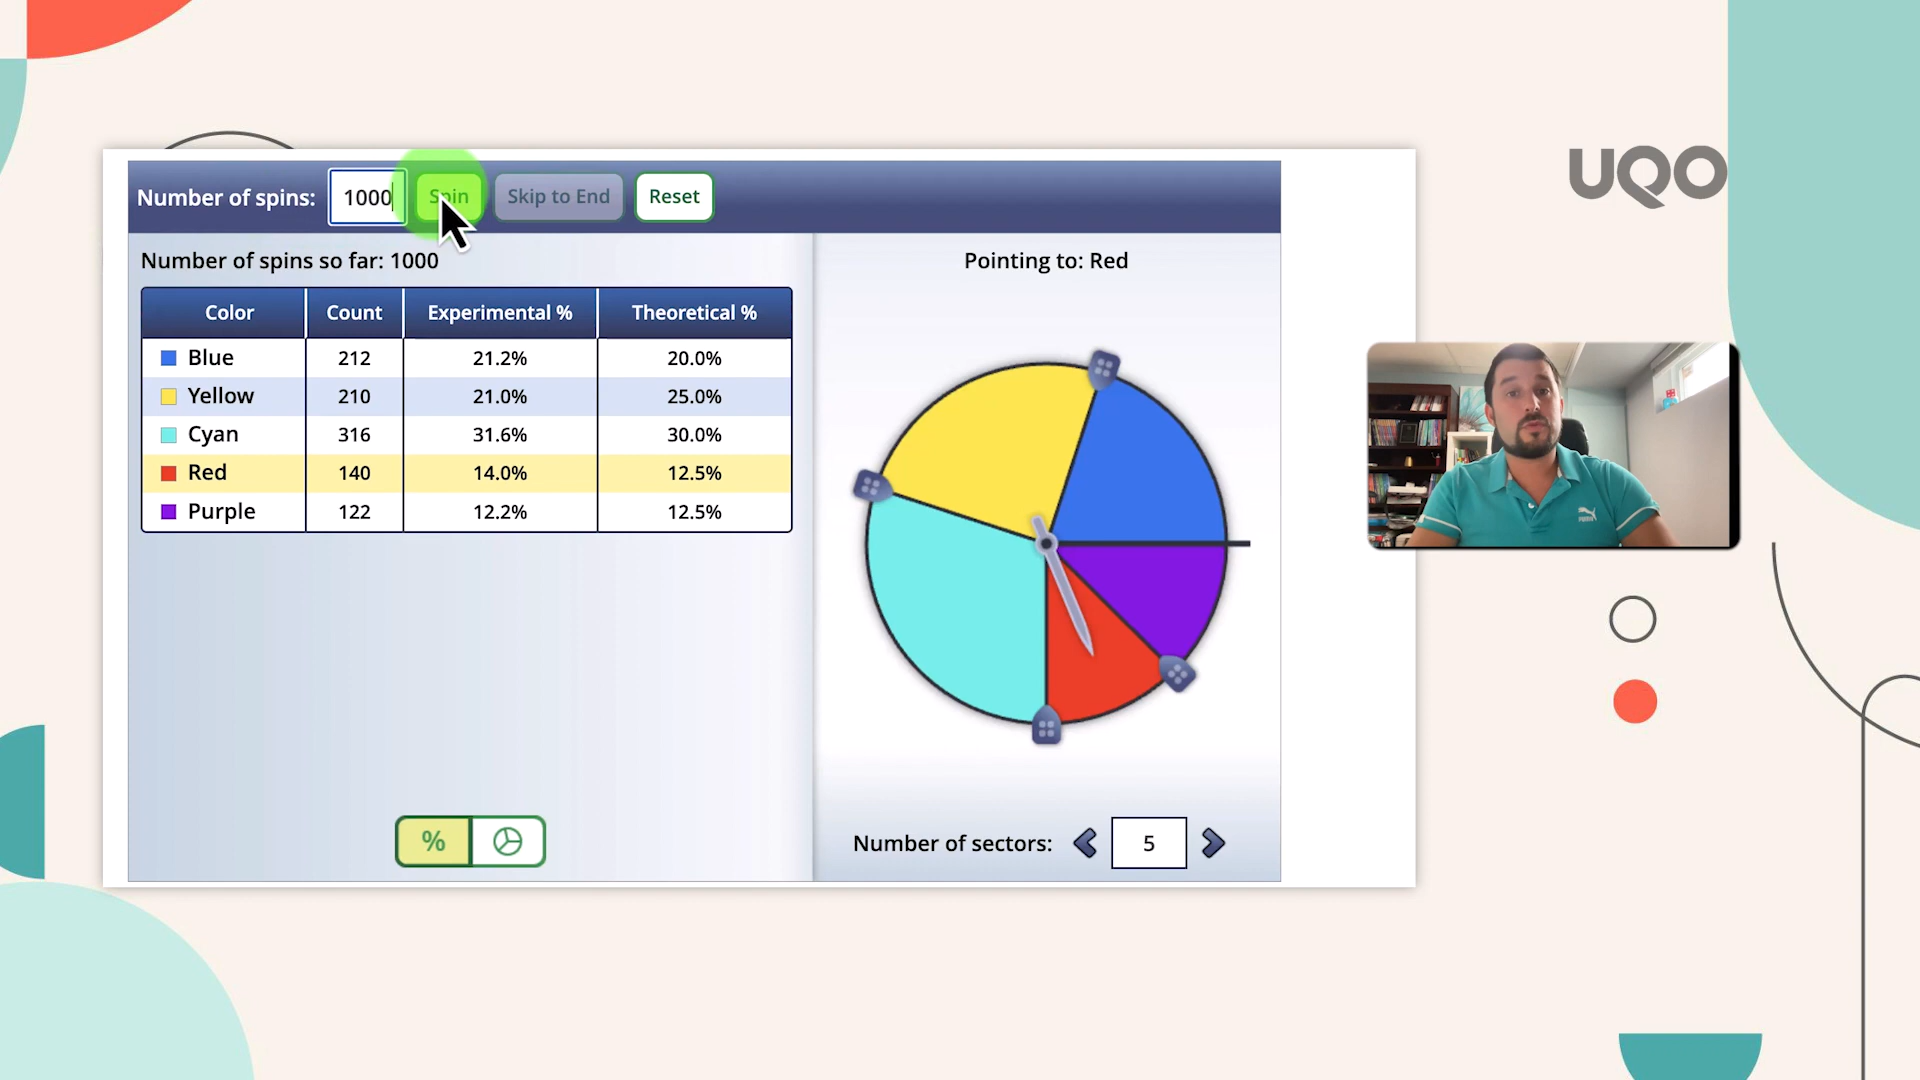 UQO
Number of spins: 1000 Spin Skip to End Reset
Number of spins so far: 1000
Color Count Experimental % Theoretical %
Blue 212 21.2% 20.0%
Yellow 210 21.0% 25.0%
Cyan 316 31.6% 30.0%
Red 140 14.0% 12.5%
Purple 122 12.2% 12.5%
%
Pointing to: Red
Number of sectors: 5
PUMA